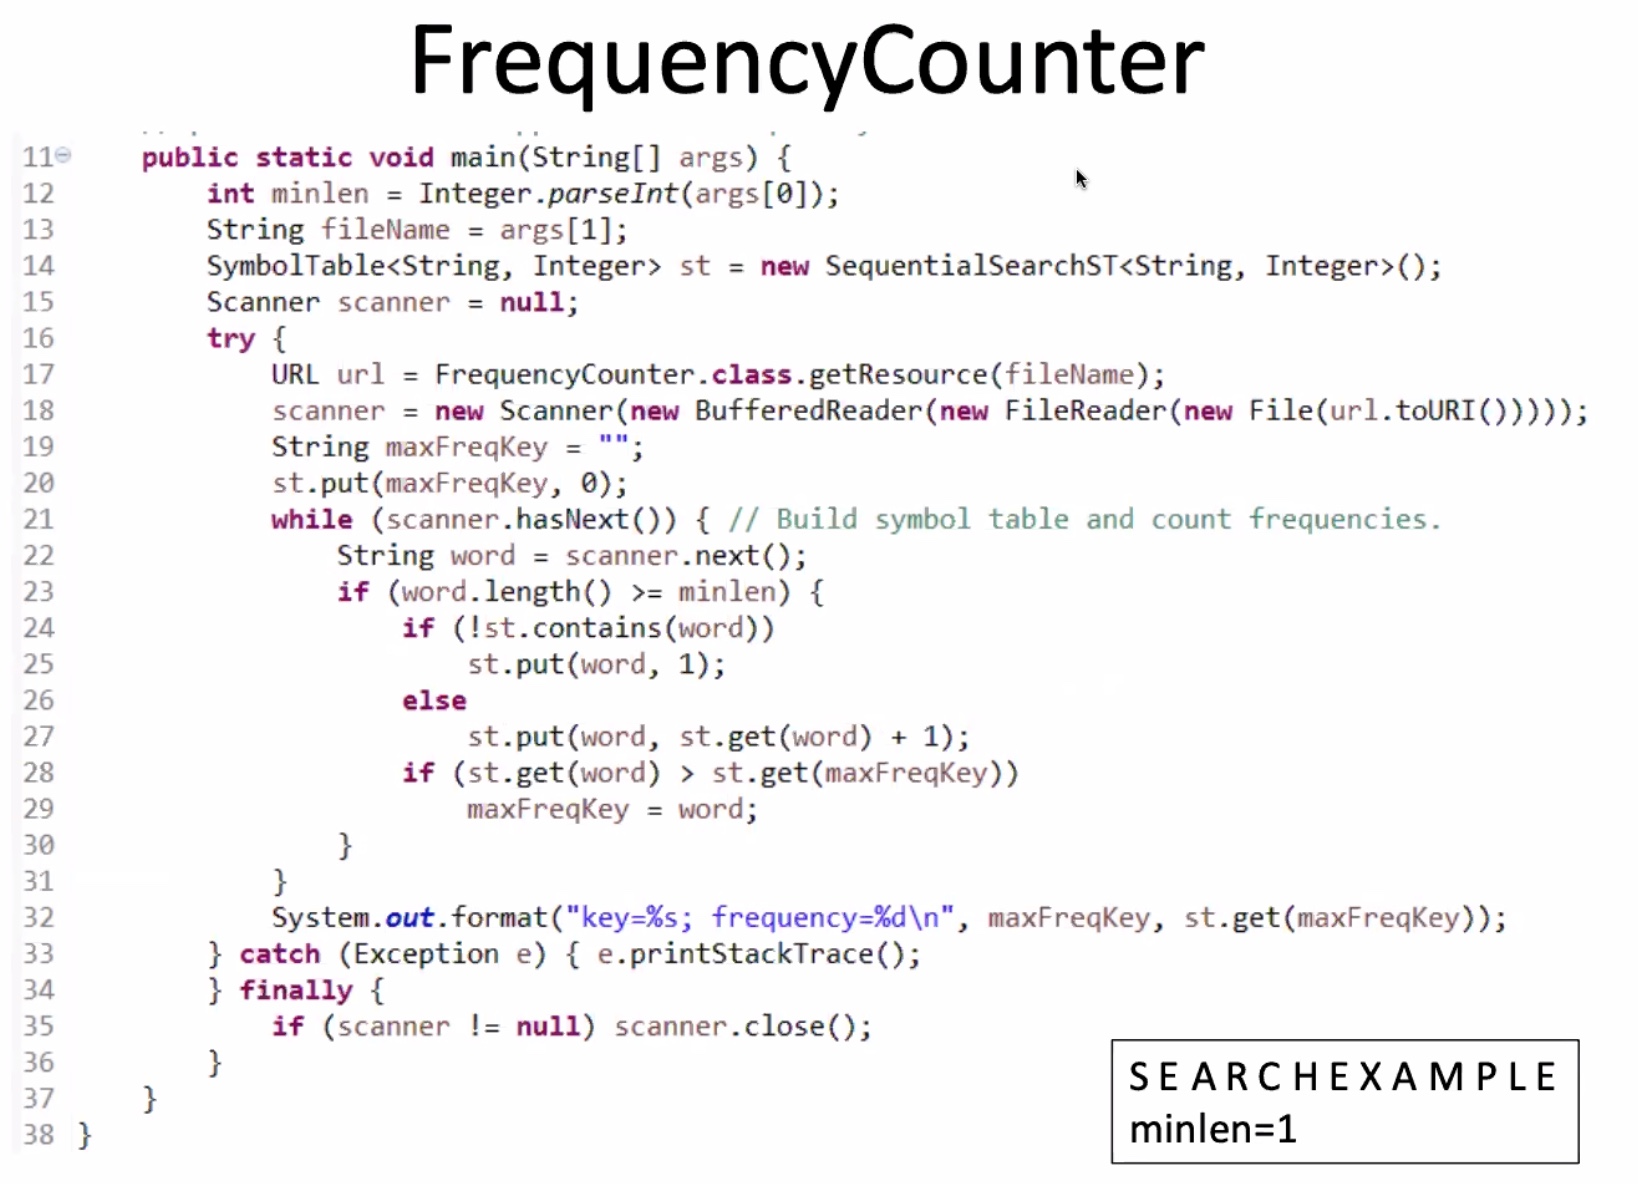 FrequencyCounter
11 public static void main(String[] args) {
12 int minlen = Integer.parseInt(args[0]);
13 String fileName = args[1];
14 SymbolTable<String, Integer> st = new SequentialSearchST<String, Integer>();
15 Scanner scanner = null;
16 try {
17 URL url = FrequencyCounter.class.getResource(fileName);
18 scanner = new Scanner(new BufferedReader(new FileReader(new File(url.toURI()))));
19 String maxFreqKey = "";
20 st.put(maxFreqKey, 0);
21 while (scanner.hasNext()) { // Build symbol table and count frequencies.
22 String word = scanner.next();
23 if (word.length() >= minlen) {
24 if (!st.contains(word))
25 st.put(word, 1);
26 else
27 st.put(word, st.get(word) + 1);
28 if (st.get(word) > st.get(maxFreqKey))
29 maxFreqKey = word;
30 }
31 }
32 System.out.format("key=%s; frequency=%d\n", maxFreqKey, st.get(maxFreqKey));
33 } catch (Exception e) { e.printStackTrace();
34 } finally {
35 if (scanner != null) scanner.close();
36 }
37 }
38 }
S E A R C H E X A M P L E
minlen=1